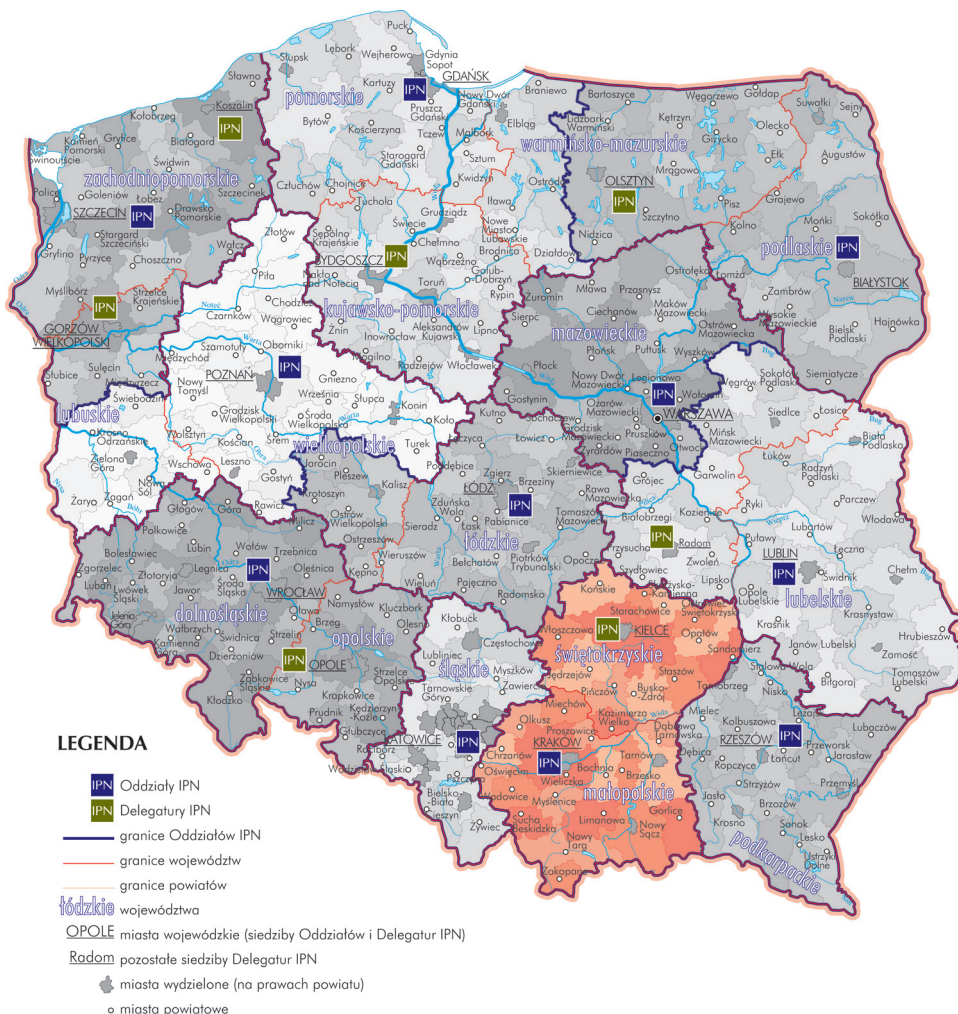 Puck
Lębork
Wejherowo
Słupsk
Gdynia
Sopot
GDAŃSK
Sławno
pomorskie
Kartuzy
IPN
Nowy Dwór
Gdański
Braniewo
Bartoszyce
Węgorzewo
Gołdap
Suwałki
Sejny
Koszalin
IPN
Kołobrzeg
Bytów
Kościerzyna
Pruszcz
Gdański
Tczew
Malbork
Elbląg
Lidzbark
Warmiński
Kętrzyn
Giżycko
Olecko
Kamień
Pomorski
Gryfice
Białogard
Świdwin
warmińsko-mazurskie
Mrągowo
Ełk
Augustów
zachodniopomorskie
Starogard
Gdański
Sztum
Kwidzyn
Police
Goleniów
Łobez
Szczecinek
Człuchów
Chojnice
Ostróda
OLSZTYN
IPN
Pisz
Grajewo
SZCZECIN
IPN
Drawsko
Pomorskie
Tuchola
Grudziądz
Iława
Szczytno
Kolno
Mońki
Sokółka
Stargard
Szczeciński
Wałcz
Złotów
Sępolno
Krajeńskie
Świecie
Nowe
Miasto
Lubawskie
Nidzica
podlaskie
IPN
Gryfino
Pyrzyce
Choszczno
BYDGOSZCZ
IPN
Chełmno
Brodnica
Działdowo
Łomża
BIAŁYSTOK
Odra
Myślibórz
Strzelce
Krajeńskie
Piła
Nakło
nad Notecią
Wąbrzeźno
Golub-
Dobrzyń
Ostrołęka
Zambrów
Narew
IPN
Chodzież
Toruń
Rypin
Żuromin
Mława
Przasnysz
Wysokie
Mazowieckie
GORZÓW
WIELKOPOLSKI
Noteć
Czarnków
Wągrowiec
kujawsko-pomorskie
Ciechanów
Maków
Mazowiecki
Bielsk
Podlaski
Hajnówka
Żnin
Aleksandrów
Kujawski
Lipno
Sierpc
mazowieckie
Ostrów
Mazowiecka
Warta
Szamotuły
Oborniki
Inowrocław
Płońsk
Pułtusk
Wyszków
Słubice
Sulęcin
Międzychód
Mogilno
Radziejów
Włocławek
Płock
Bug
Siemiatycze
Międzyrzecz
POZNAŃ
IPN
Gniezno
Nowy Dwór
Mazowiecki
Legionowo
Węgrów
Sokołów
Podlaski
Świebodzin
Nowy
Tomyśl
Września
Słupca
Gostynin
IPN
Wołomin
lubuskie
Środa
Wielkopolska
Konin
Koło
Kutno
Sochaczew
Ożarów
Mazowiecki
WARSZAWA
Siedlce
Łosice
Krosno
Odrzańskie
Grodzisk
Wielkopolski
Śrem
Warta
Grodzisk
Mazowiecki
Pruszków
Mińsk
Mazowiecki
Bug
Zielona
Góra
Wolsztyn
Kościan
wielkopolskie
Turek
Łęczyca
Łowicz
Żyrardów
Piaseczno
Otwock
Biała
Podlaska
Wschowa
Leszno
Gostyń
Jarocin
Poddębice
Zgierz
Skierniewice
Łuków
Nysa
Żary
Żagań
Nowa
Sól
Rawicz
Pleszew
Kalisz
ŁÓDŹ
Brzeziny
Grójec
Garwolin
Radzyń
Podlaski
Bóbr
Góra
Krotoszyn
Zduńska
Wola
IPN
Rawa
Mazowiecka
Białobrzegi
Kozienice
Ryki
Parczew
Głogów
Milicz
Ostrów
Wielkopolski
Sieradz
Łask
Pabianice
Tomaszów
Mazowiecki
IPN
Radom
Wieprz
Lubartów
Włodawa
Polkowice
Ostrzeszów
łódzkie
Przysucha
Zwoleń
Puławy
Bolesławiec
Lubin
Wołów
Trzebnica
Wieruszów
Bełchatów
Piotrków
Trybunalski
Opoczno
Szydłowiec
Lipsko
LUBLIN
IPN
Łęczna
Zgorzelec
Złotoryja
Legnica
Środa
Śląska
Odra
IPN
Oleśnica
Kępno
Wieluń
Pajęczno
Końskie
Skarżysko-
Kamienna
Opole
Lubelskie
Świdnik
Chełm
Bug
Lubań
Lwówek
Śląski
Jawor
WROCŁAW
Radomsko
Starachowice
Ostrowiec
Świętokrzyski
lubelskie
Jelenia
Góra
dolnośląskie
Oława
Namysłów
Kluczbork
Kłobuck
Włoszczowa
IPN
KIELCE
Opatów
Kraśnik
Krasnystaw
Wałbrzych
Brzeg
Olesno
Kamienna
Góra
Świdnica
Strzelin
opolskie
Częstochowa
świętokrzyskie
Sandomierz
Janów
Lubelski
Hrubieszów
Dzierżoniów
IPN
OPOLE
Lubliniec
śląskie
Myszków
Jędrzejów
Staszów
Stalowa
Wola
Zamość
Ząbkowice
Śląskie
Nysa
Strzelce
Opolskie
Zawiercie
Pińczów
Busko-
Zdrój
Tarnobrzeg
Nisko
Biłgoraj
Tomaszów
Lubelski
Kłodzko
Krapkowice
Tarnowskie
Góry
Miechów
Kazimierza
Wielka
Wisła
Mielec
Leżajsk
Prudnik
Kędzierzyn-
Koźle
Olkusz
Proszowice
Dąbrowa
Tarnowska
Kolbuszowa
Lubaczów
Głubczyce
KATOWICE
IPN
Chrzanów
KRAKÓW
IPN
Tarnów
Dębica
RZESZÓW
IPN
Przeworsk
Racibórz
Oświęcim
Bochnia
Brzesko
Ropczyce
Łańcut
Jarosław
Wodzisław Śląski
Pszczyna
Wieliczka
małopolskie
Strzyżów
Przemyśl
Bielsko-
Biała
Wadowice
Myślenice
Jasło
Brzozów
Cieszyn
Sucha
Beskidzka
Limanowa
Gorlice
Krosno
Sanok
Żywiec
Nowy
Targ
Nowy
Sącz
Lesko
Zakopane
podkarpackie
Ustrzyki
Dolne
LEGENDA
IPN Oddziały IPN
IPN Delegatury IPN
granice Oddziałów IPN
granice województw
granice powiatów
łódzkie województwa
OPOLE miasta wojewódzkie (siedziby Oddziałów i Delegatur IPN)
Radom pozostałe siedziby Delegatur IPN
miasta wydzielone (na prawach powiatu)
miasta powiatowe